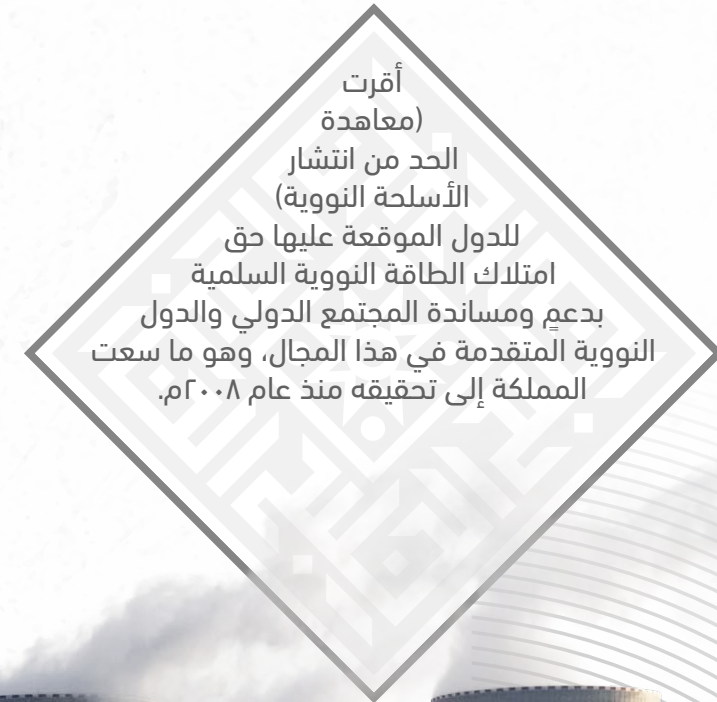 أقرت
(معاهدة
الحد من انتشار
الأسلحة النووية)
للدول الموقعة عليها حق
امتلاك الطاقة النووية السلمية
بدعمٍ ومساندة المجتمع الدولي والدول
النووية المتقدمة في هذا المجال، وهو ما سعت
المملكة إلى تحقيقه منذ عام ٢٠٠٨م.